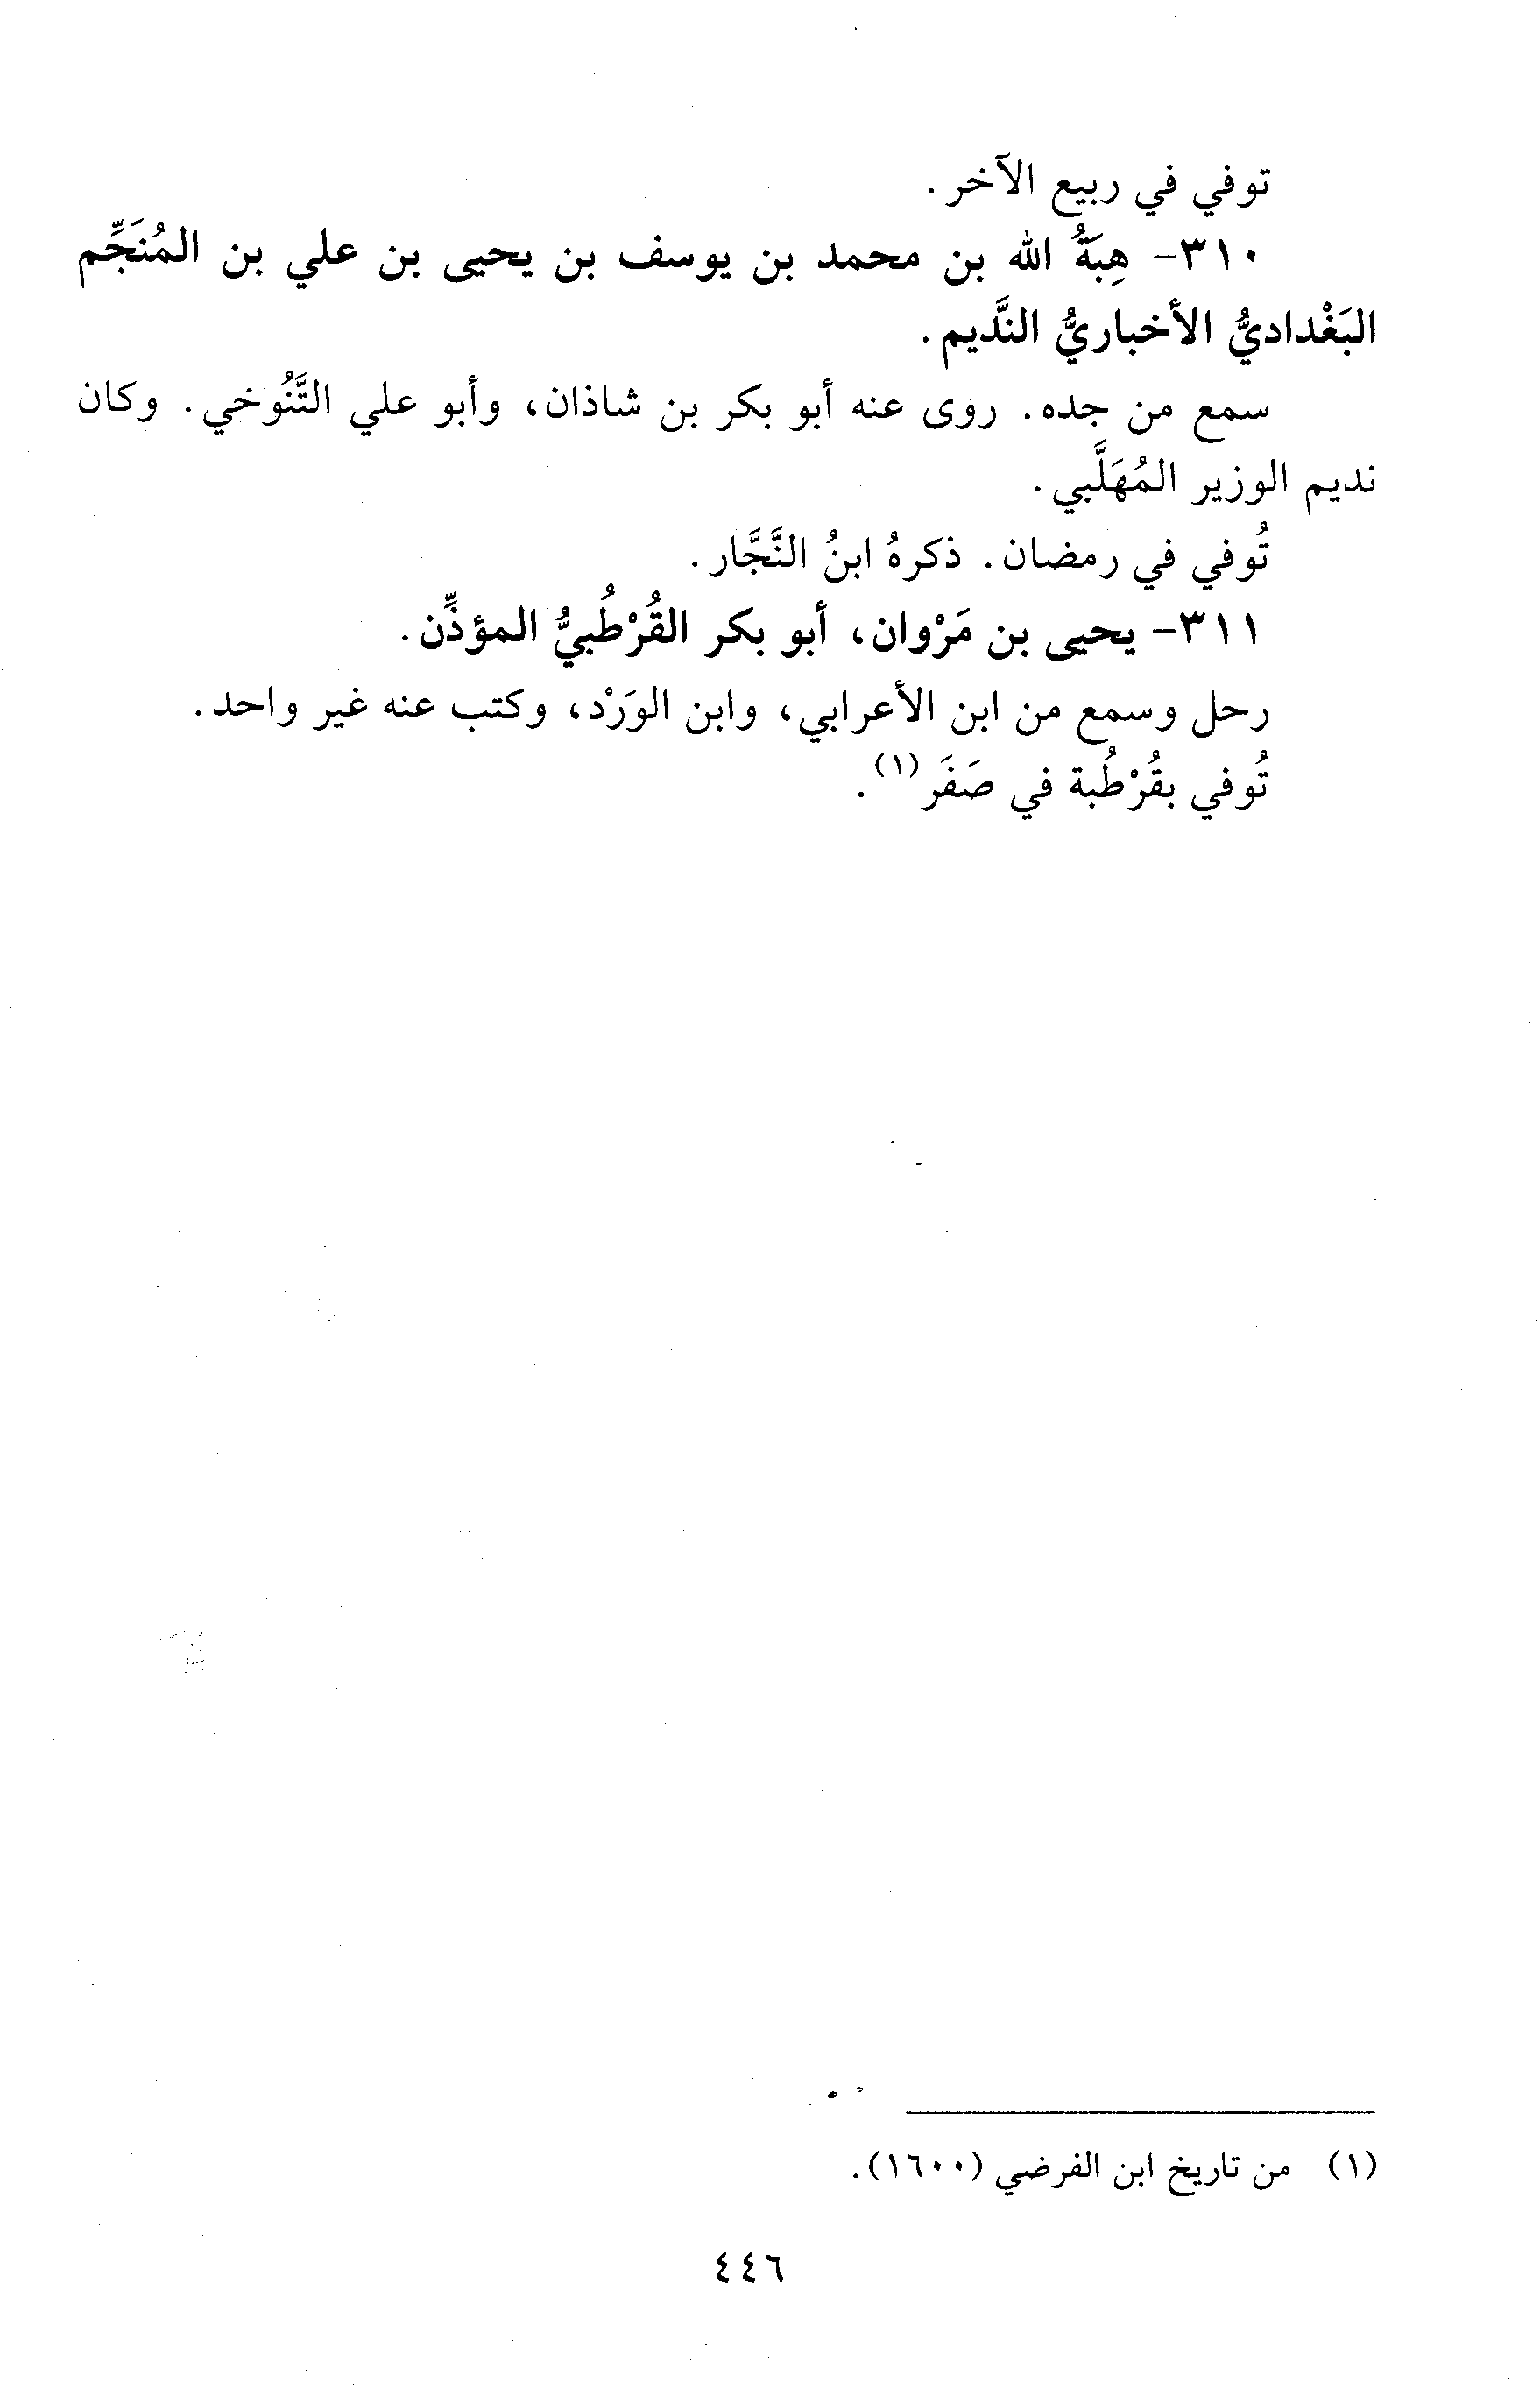 توفي في ربيع الآخر.
٣١٠- هِبَةُ الله بن محمد بن يوسف بن يحيى بن علي بن المُنَجِّم
البَغْداديُّ الأخباريُّ النَّديم.
سمع من جده. روى عنه أبو بكر بن شاذان، وأبو علي التَّنُوخي. وكان
نديم الوزير المُهَلَّبي.
تُوفي في رمضان. ذكرهُ ابنُ النَّجَّار.
٣١١- يحيى بن مَرْوان، أبو بكر القُرْطُبيُّ المؤذِّن.
رحل وسمع من ابن الأعرابي، وابن الوَرْد، وكتب عنه غير واحد.
تُوفي بقُرْطُبة في صَفَر(١).
(١) من تاريخ ابن الفرضي (١٦٠٠).
٤٤٦